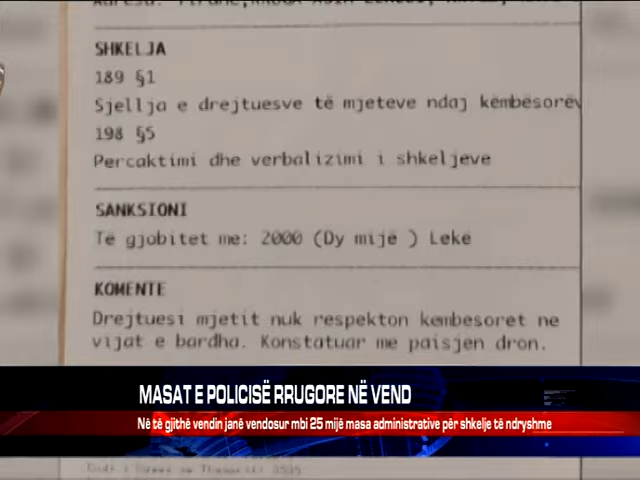 SHKELJA
189 §1
Sjellja e drejtuesve të mjeteve ndaj këmbësorëv
198 §5
Percaktimi dhe verbalizimi i shkeljeve
SANKSIONI
Të gjobitet me: 2000 (Dy mijë ) Lekë
KOMENTE
Drejtuesi mjetit nuk respekton kembesoret ne
vijat e bardha. Konstatuar me paisjen dron.
MASAT E POLICISË RRUGORE NË VEND
Në të gjithë vendin janë vendosur mbi 25 mijë masa administrative për shkelje të ndryshme